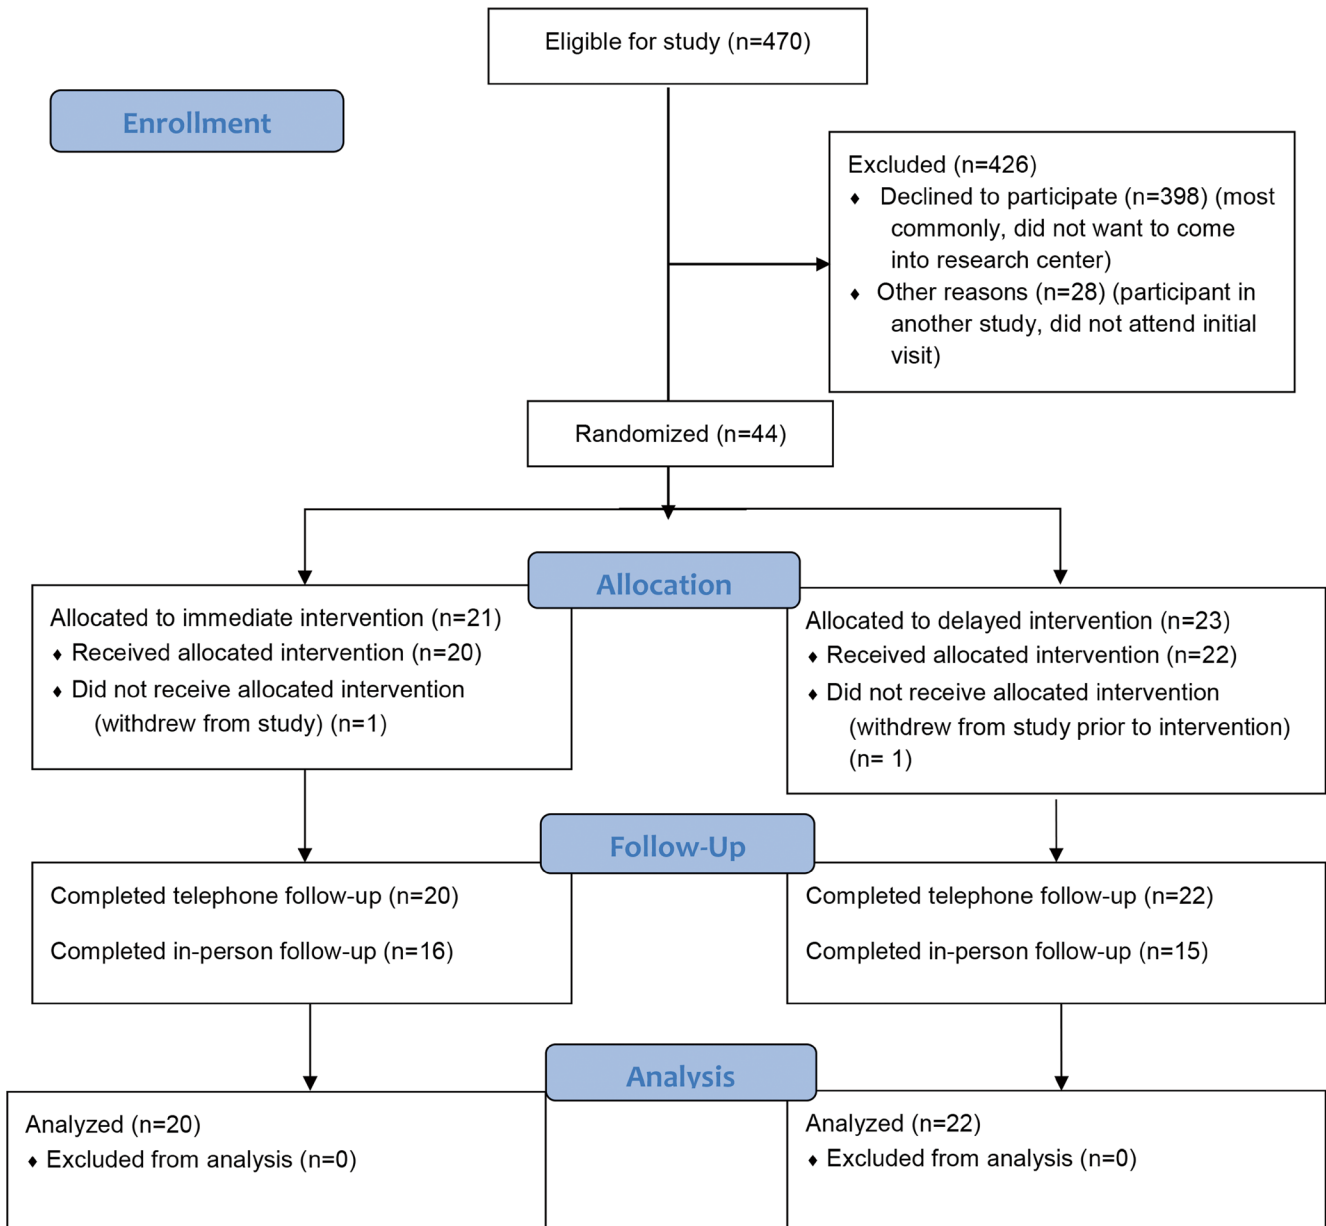 Eligible for study (n=470)
Enrollment
Excluded (n=426)
♦ Declined to participate (n=398) (most
commonly, did not want to come
into research center)
♦ Other reasons (n=28) (participant in
another study, did not attend initial
visit)
Randomized (n=44)
Allocation
Allocated to immediate intervention (n=21)
♦ Received allocated intervention (n=20)
♦ Did not receive allocated intervention
(withdrew from study) (n=1)
Allocated to delayed intervention (n=23)
♦ Received allocated intervention (n=22)
♦ Did not receive allocated intervention
(withdrew from study prior to intervention)
(n= 1)
Follow-Up
Completed telephone follow-up (n=20)
Completed in-person follow-up (n=16)
Completed telephone follow-up (n=22)
Completed in-person follow-up (n=15)
Analysis
Analyzed (n=20)
♦ Excluded from analysis (n=0)
Analyzed (n=22)
♦ Excluded from analysis (n=0)